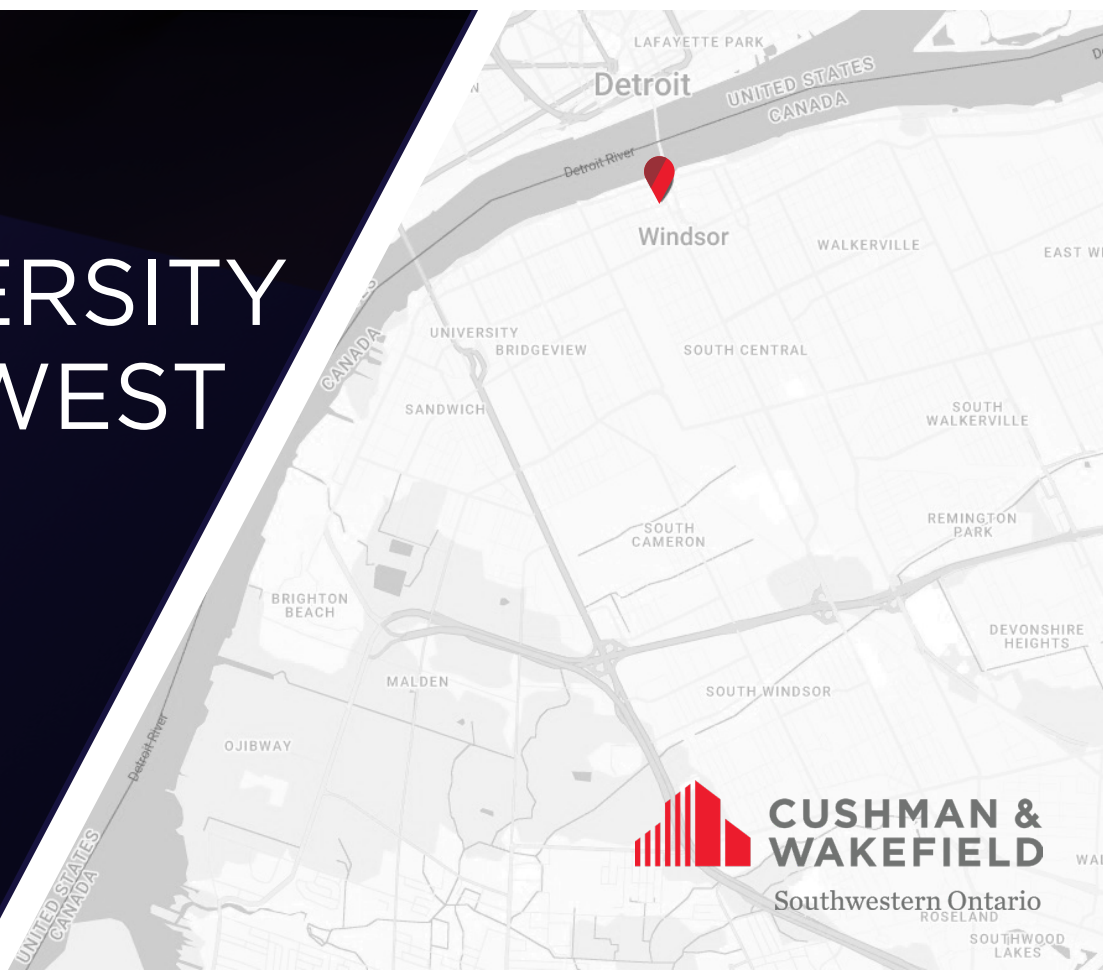 ERSITY
WEST
LAFAYETTE PARK
Detroit
UNITED STATES
CANADA
Detroit River
Windsor
WALKERVILLE
UNIVERSITY
BRIDGEVIEW
SOUTH CENTRAL
CANADA
SANDWICH
SOUTH
WALKERVILLE
SOUTH
CAMERON
REMINGTON
PARK
BRIGHTON
BEACH
DEVONSHIRE
HEIGHTS
MALDEN
SOUTH WINDSOR
OJIBWAY
Detroit River
UNITED STATES
CANADA
CUSHMAN &
WAKEFIELD
Southwestern Ontario
ROSELAND
SOUTHWOOD
LAKES